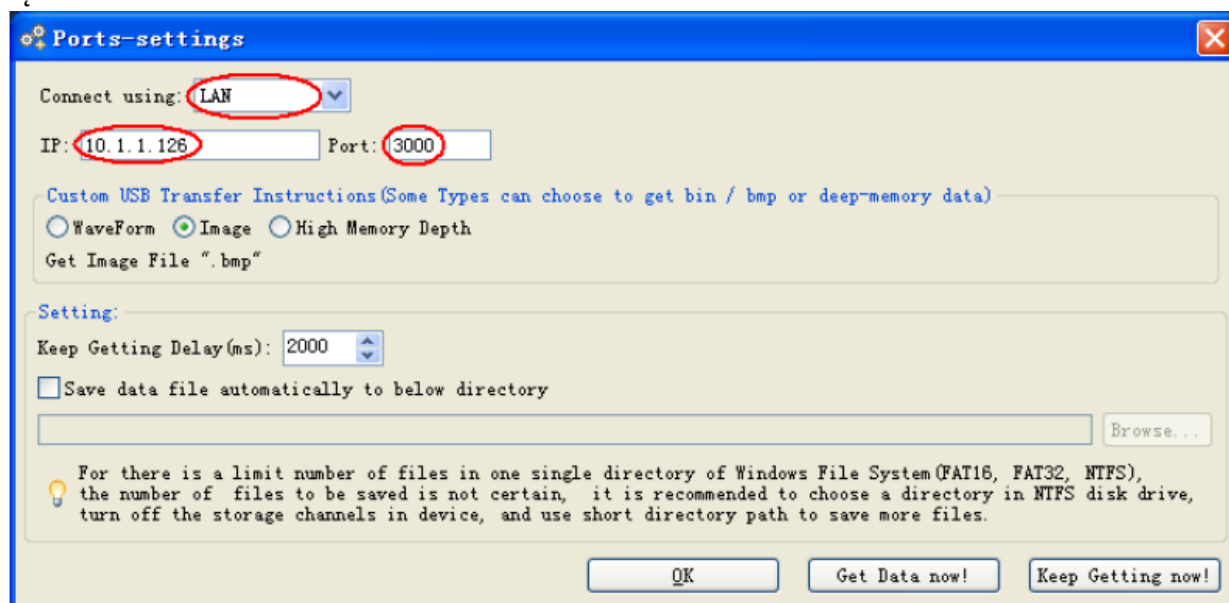 Ports-settings
Connect using: LAN
IP: 10.1.1.126 Port: 3000
Custom USB Transfer Instructions(Some Types can choose to get bin / bmp or deep-memory data)
WaveForm Image High Memory Depth
Get Image File ".bmp"
Setting:
Keep Getting Delay(ms): 2000
Save data file automatically to below directory
Browse...
For there is a limit number of files in one single directory of Windows File System(FAT16, FAT32, NTFS),
the number of files to be saved is not certain, it is recommended to choose a directory in NTFS disk drive,
turn off the storage channels in device, and use short directory path to save more files.
OK Get Data now! Keep Getting now!